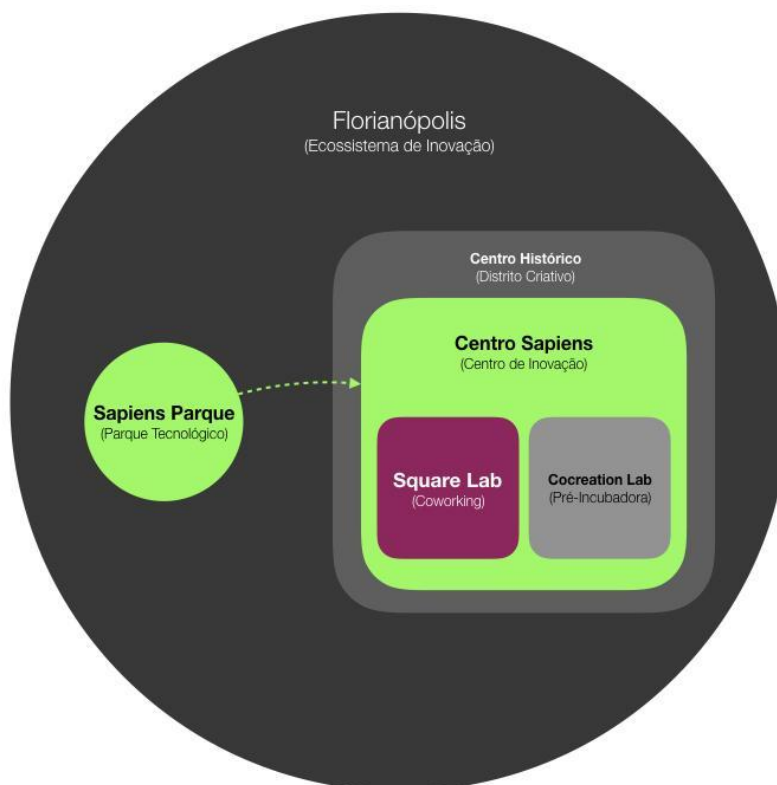 Florianópolis
(Ecossistema de Inovação)
Centro Histórico
(Distrito Criativo)
Centro Sapiens
(Centro de Inovação)
Sapiens Parque
(Parque Tecnológico)
Square Lab
(Coworking)
Cocreation Lab
(Pré-Incubadora)